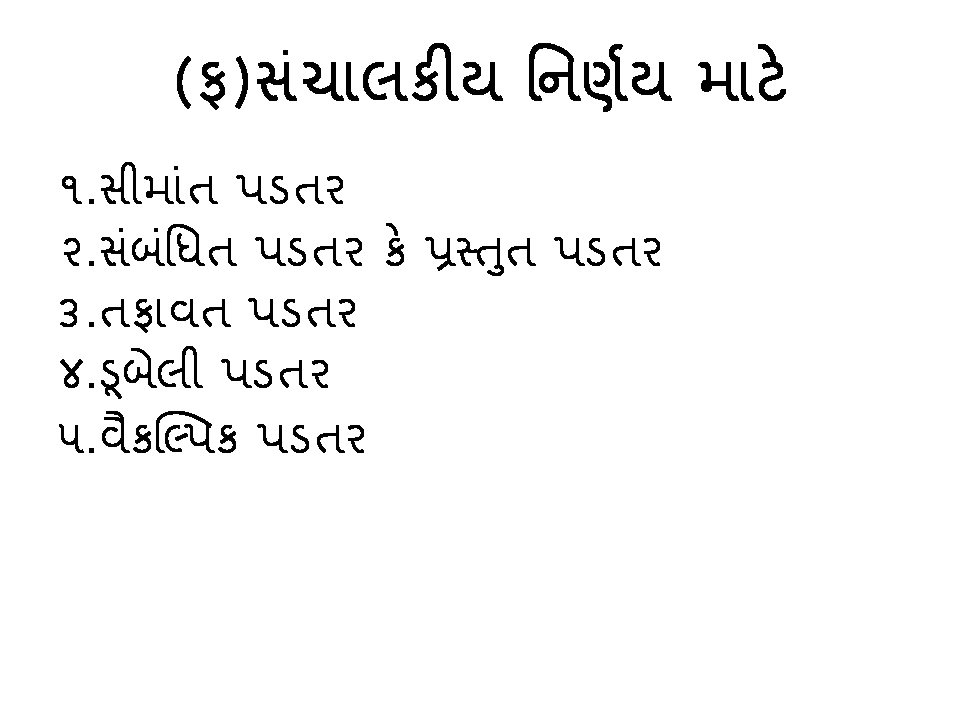 (ફ)સંચાલકીય નિર્ણય માટે
૧.સીમાંત પડતર
૨.સંબંધિત પડતર કે પ્રસ્તુત પડતર
૩.તફાવત પડતર
૪.ડૂબેલી પડતર
૫.વૈકલ્પિક પડતર